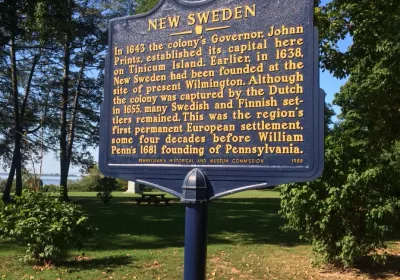 NEW SWEDEN
In 1643 the colony's Governor, Johan
Printz, established its capital here
on Tinicum Island. Earlier, in 1638,
New Sweden had been founded at the
site of present Wilmington. Although
the colony was captured by the Dutch
in 1655, many Swedish and Finnish set-
tlers remained. This was the region's
first permanent European settlement,
some four decades before William
Penn's 1681 founding of Pennsylvania.
PENNSYLVANIA HISTORICAL AND MUSEUM COMMISSION 1988